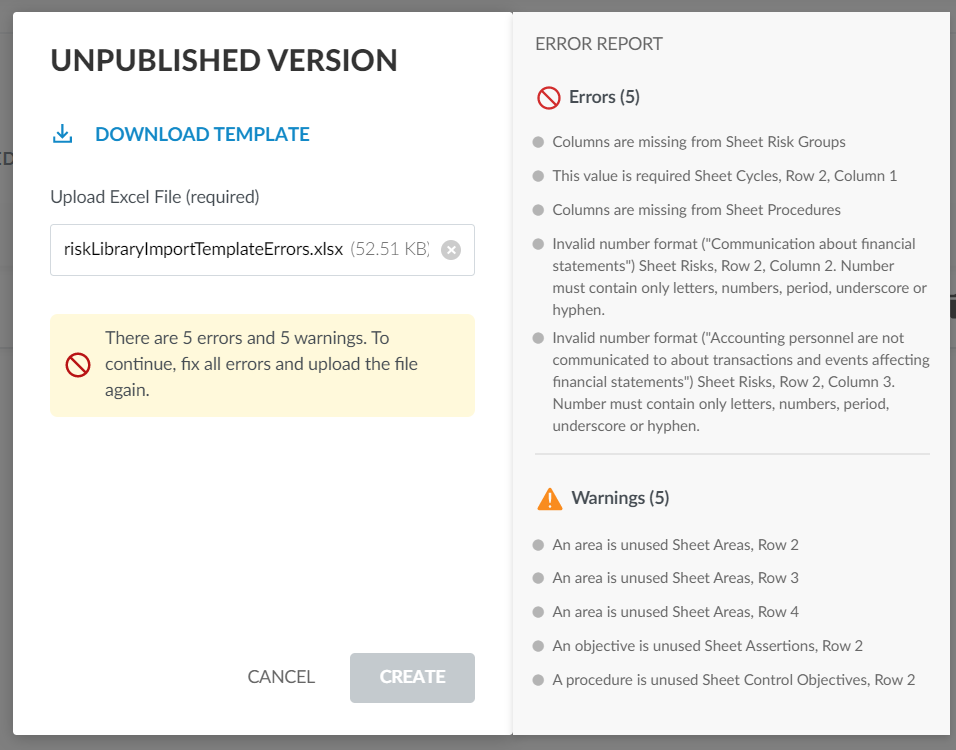 UNPUBLISHED VERSION
DOWNLOAD TEMPLATE
Upload Excel File (required)
riskLibraryImportTemplateErrors.xlsx (52.51 KB)
There are 5 errors and 5 warnings. To
continue, fix all errors and upload the file
again.
CANCEL
CREATE
ERROR REPORT
Errors (5)
Columns are missing from Sheet Risk Groups
This value is required Sheet Cycles, Row 2, Column 1
Columns are missing from Sheet Procedures
Invalid number format ("Communication about financial
statements") Sheet Risks, Row 2, Column 2. Number
must contain only letters, numbers, period, underscore or
hyphen.
Invalid number format ("Accounting personnel are not
communicated to about transactions and events affecting
financial statements") Sheet Risks, Row 2, Column 3.
Number must contain only letters, numbers, period,
underscore or hyphen.
Warnings (5)
An area is unused Sheet Areas, Row 2
An area is unused Sheet Areas, Row 3
An area is unused Sheet Areas, Row 4
An objective is unused Sheet Assertions, Row 2
A procedure is unused Sheet Control Objectives, Row 2